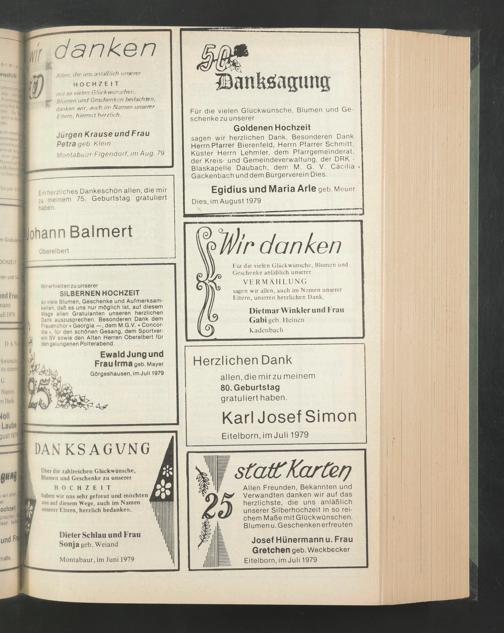 wir danken
Allen, die uns anläßlich unserer
HOCHZEIT
mit so vielen Glückwünschen,
Blumen und Geschenken bedachten,
danken wir, auch im Namen unserer
Eltern, hiermit herzlich.
Jürgen Krause und Frau
Petra geb. Klein
Montabaur-Eigendorf, im Aug. 79
Ein herzliches Dankeschön allen, die mir
zu meinem 75. Geburtstag gratuliert
haben.
Johann Balmert
Oberelbert
SILBERNEN HOCHZEIT
so viele Blumen, Geschenke und Aufmerksam-
keiten, daß es uns nur möglich ist, auf diesem
Wege allen Gratulanten unseren herzlichen
Dank auszusprechen. Besonderen Dank dem
Frauenchor »Georgia«, dem M.G.V. »Concor-
dia«, für den schönen Gesang, dem Sportver-
ein SV sowie den Alten Herren Oberelbert für
den gelungenen Polterabend.
Ewald Jung und
Frau Irma geb. Mayer
Görgeshausen, im Juli 1979
25
DANKSAGUNG
Über die zahlreichen Glückwünsche,
Blumen und Geschenke zu unserer
HOCHZEIT
haben wir uns sehr gefreut und möchten
uns auf diesem Wege, auch im Namen
unserer Eltern, herzlich bedanken.
Dieter Schlau und Frau
Sonja geb. Weiand
Montabaur, im Juni 1979
50
Danksagung
Für die vielen Glückwünsche, Blumen und Ge-
schenke zu unserer
Goldenen Hochzeit
sagen wir herzlichen Dank. Besonderen Dank
Herrn Pfarrer Bierenfeld, Herrn Pfarrer Schmitt,
Küster Herrn Lehmler, dem Pfarrgemeinderat,
der Kreis- und Gemeindeverwaltung, der DRK-
Blaskapelle Daubach, dem M. G. V. Cäcilia
Gackenbach und dem Bürgerverein Dies.
Egidius und Maria Arle geb. Meurer
Dies, im August 1979
Wir danken
Für die vielen Glückwünsche, Blumen und
Geschenke anläßlich unserer
VERMÄHLUNG
sagen wir allen, auch im Namen unserer
Eltern, unseren herzlichen Dank.
Dietmar Winkler und Frau
Gabi geb. Heinen
Kadenbach
Herzlichen Dank
allen, die mir zu meinem
80. Geburtstag
gratuliert haben.
Karl Josef Simon
Eitelborn, im Juli 1979
statt Karten
25
Allen Freunden, Bekannten und
Verwandten danken wir auf das
herzlichste, die uns anläßlich
unserer Silberhochzeit in so rei-
chem Maße mit Glückwünschen,
Blumen u. Geschenken erfreuten
Josef Hünermann u. Frau
Gretchen geb. Weckbecker
Eitelborn, im Juli 1979